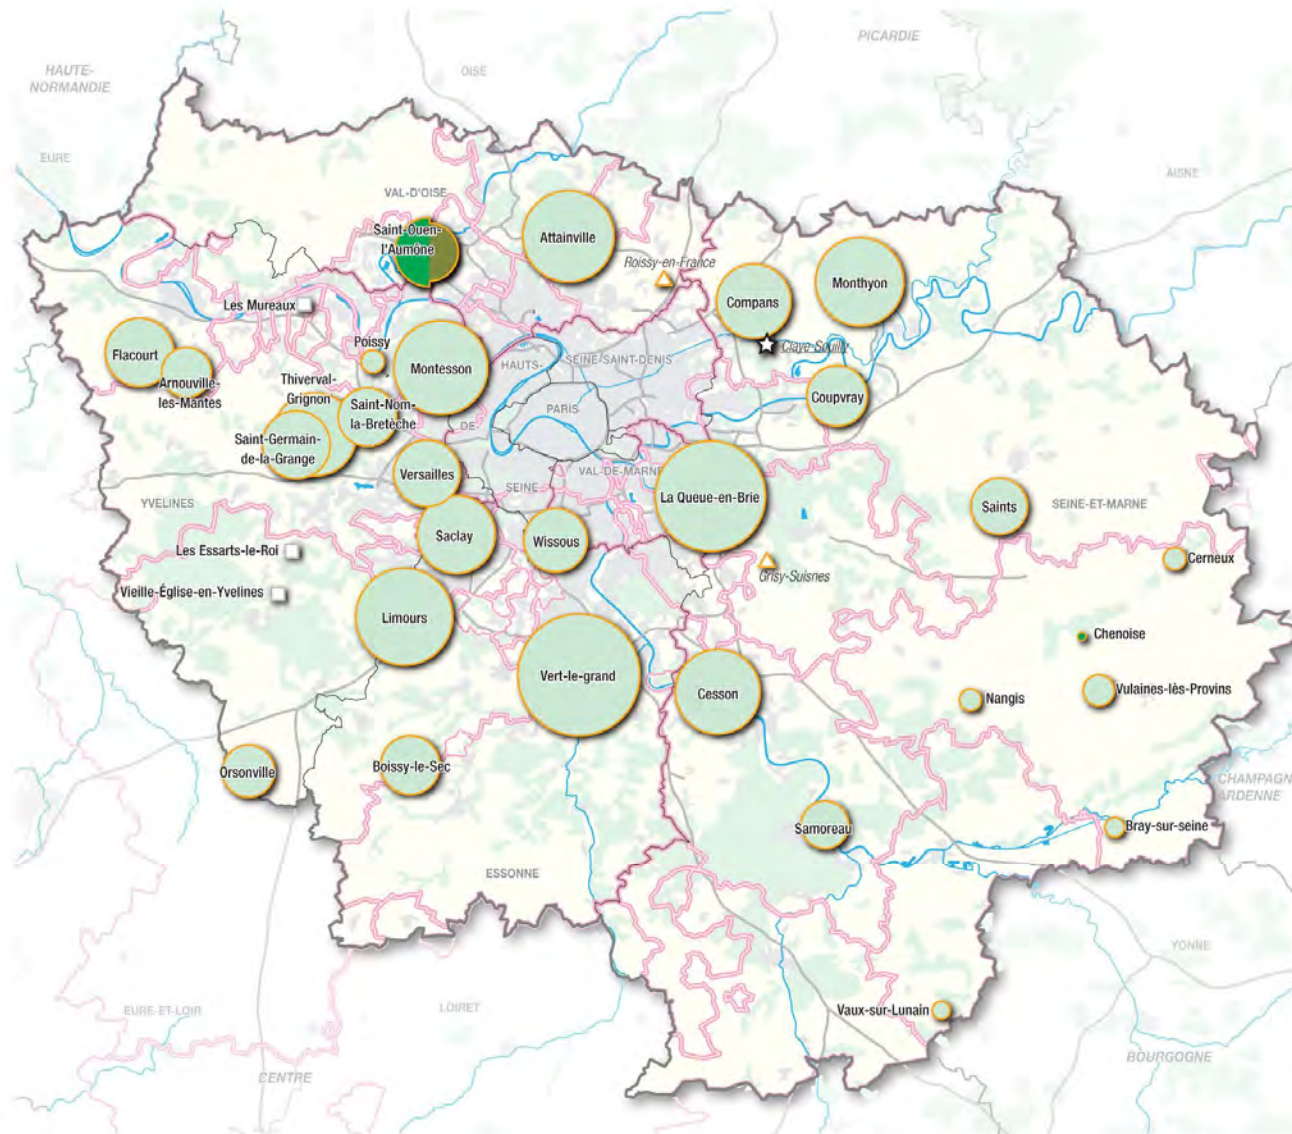 PICARDIE
HAUTE-
NORMANDIE
OISE
EURE
AISNE
VAL-D'OISE
Saint-Ouen-
l'Aumône
Attainville
Roissy-en-France
Monthyon
Compans
Les Mureaux
Claye-Souilly
Poissy
Flacourt
Montesson
HAUTS-
SEINE-SAINT-DENIS
Arnouville-
les-Mantes
Thiverval-
Grignon
Saint-Nom-
la-Bretèche
Coupvray
PARIS
DE
Saint-Germain-
de-la-Grange
Versailles
SEINE
VAL-DE-MARNE
La Queue-en-Brie
YVELINES
Saints
SEINE-ET-MARNE
Saclay
Wissous
Les Essarts-le-Roi
Cerneux
Grisy-Suisnes
Vieille-Église-en-Yvelines
Limours
Chenoise
Vert-le-grand
Cesson
Vulaines-lès-Provins
Nangis
Boissy-le-Sec
Orsonville
CHAMPAGN
ARDENNE
Samoreau
Bray-sur-seine
ESSONNE
YONNE
EURE-ET-LOIR
LOIRET
Vaux-sur-Lunain
BOURGOGNE
CENTRE